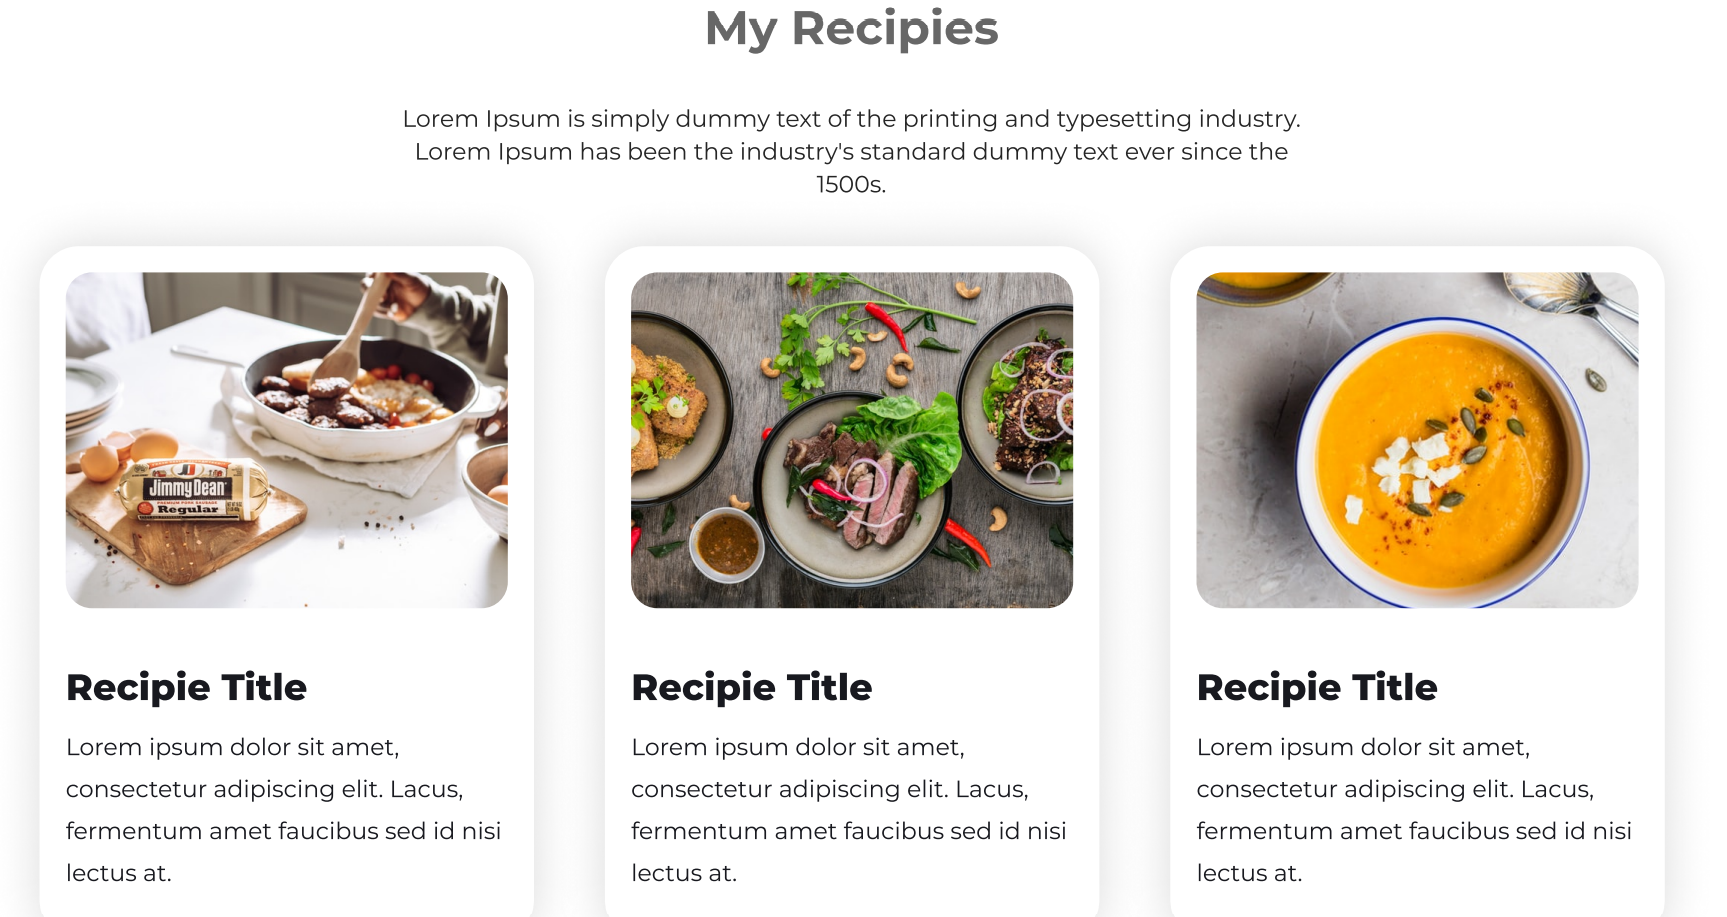 My Recipies
Lorem Ipsum is simply dummy text of the printing and typesetting industry.
Lorem Ipsum has been the industry's standard dummy text ever since the
1500s.
Jimmy Dean
PREMIUM PORK SAUSAGE
Regular
Recipie Title
Lorem ipsum dolor sit amet,
consectetur adipiscing elit. Lacus,
fermentum amet faucibus sed id nisi
lectus at.
Recipie Title
Lorem ipsum dolor sit amet,
consectetur adipiscing elit. Lacus,
fermentum amet faucibus sed id nisi
lectus at.
Recipie Title
Lorem ipsum dolor sit amet,
consectetur adipiscing elit. Lacus,
fermentum amet faucibus sed id nisi
lectus at.